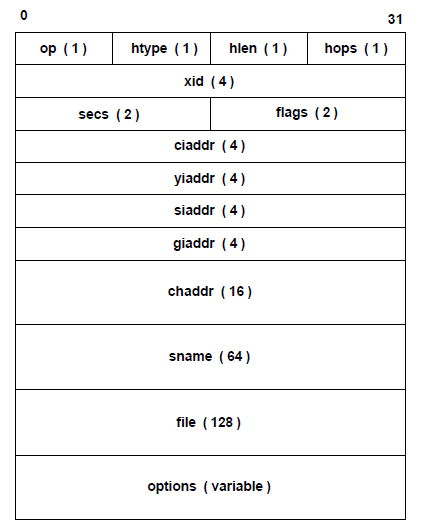 0 31
op ( 1 ) htype ( 1 ) hlen ( 1 ) hops ( 1 )
xid ( 4 )
secs ( 2 ) flags ( 2 )
ciaddr ( 4 )
yiaddr ( 4 )
siaddr ( 4 )
giaddr ( 4 )
chaddr ( 16 )
sname ( 64 )
file ( 128 )
options ( variable )